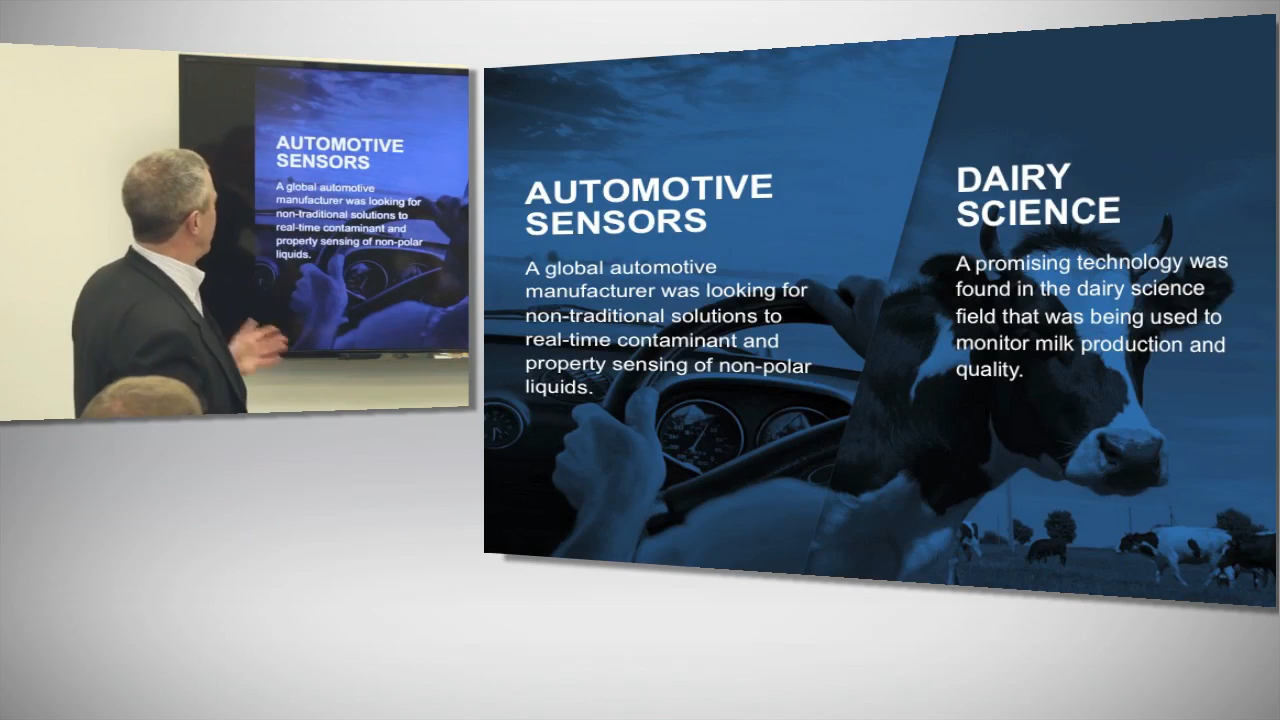 AUTOMOTIVE
SENSORS
A global automotive
manufacturer was looking for
non-traditional solutions to
real-time contaminant and
property sensing of non-polar
liquids.
AUTOMOTIVE
SENSORS
A global automotive
manufacturer was looking for
non-traditional solutions to
real-time contaminant and
property sensing of non-polar
liquids.
DAIRY
SCIENCE
A promising technology was
found in the dairy science
field that was being used to
monitor milk production and
quality.